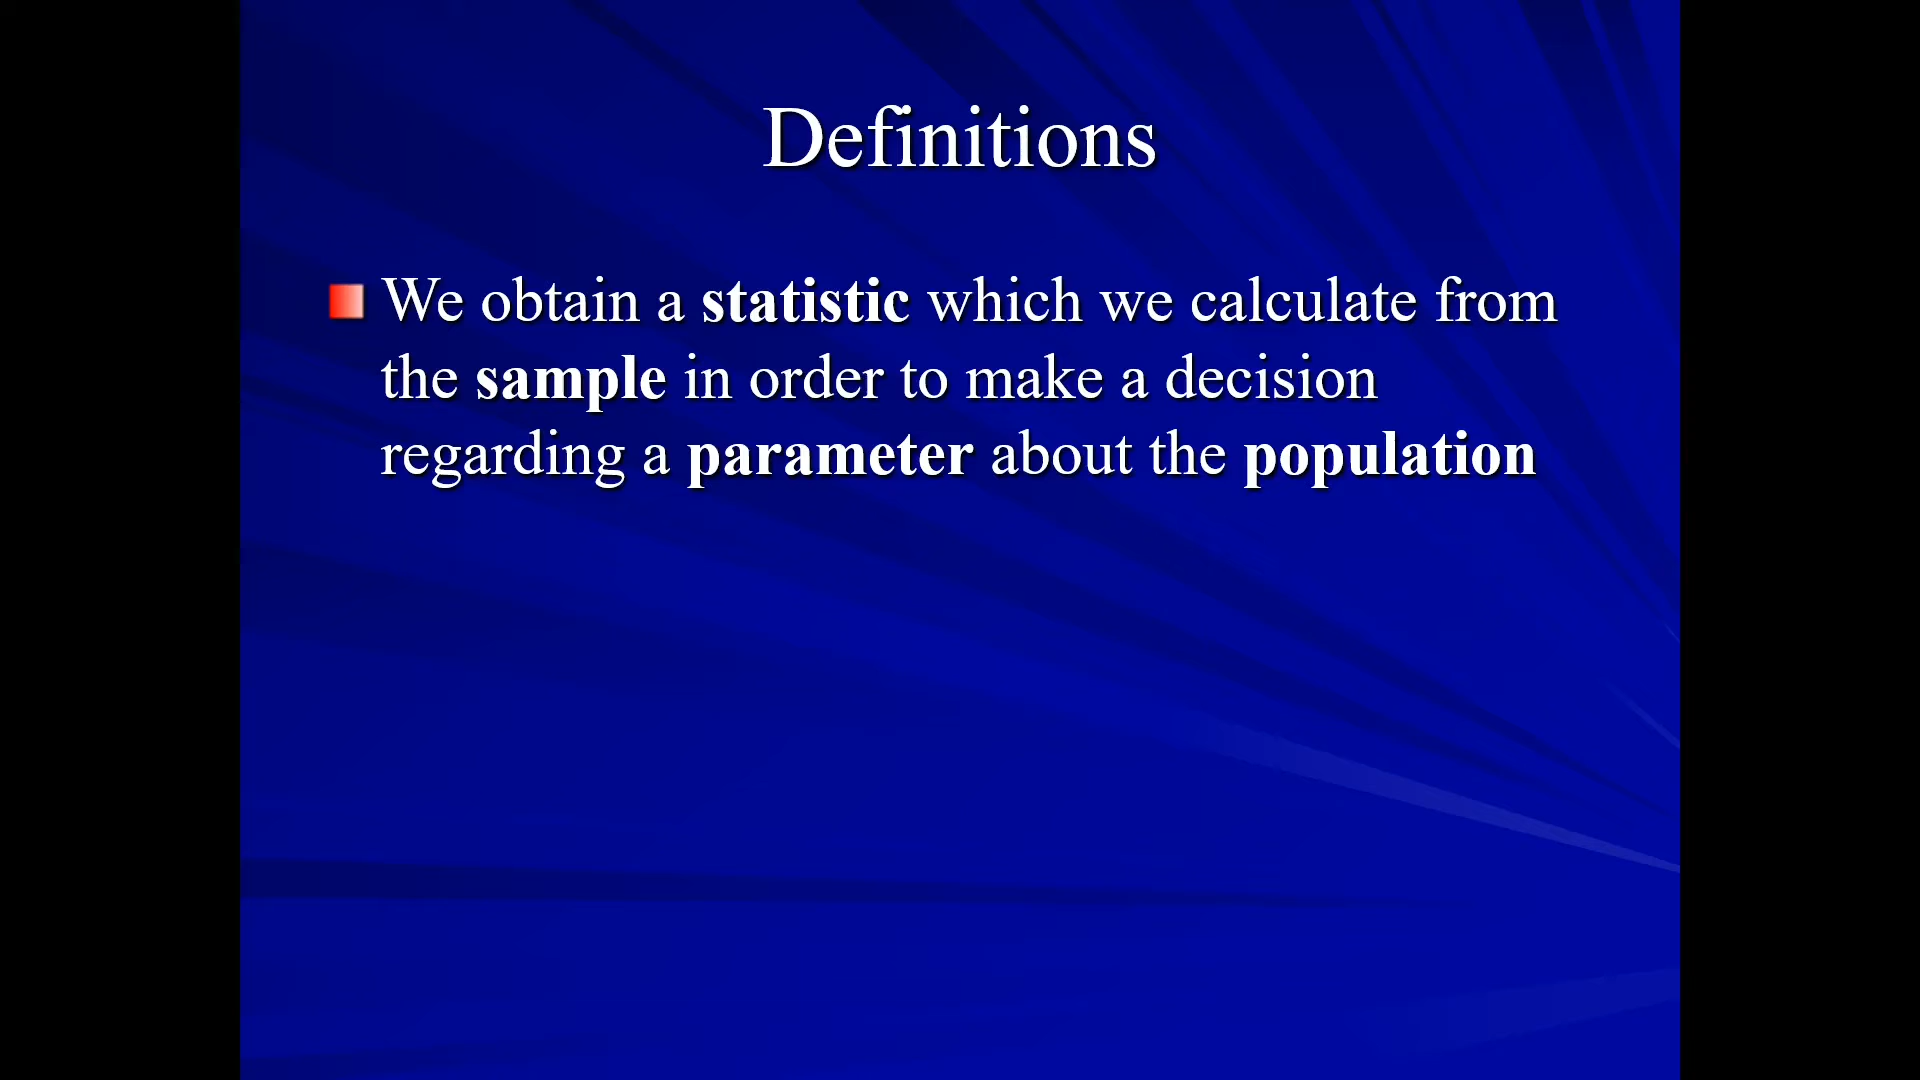 Definitions
We obtain a statistic which we calculate from
the sample in order to make a decision
regarding a parameter about the population